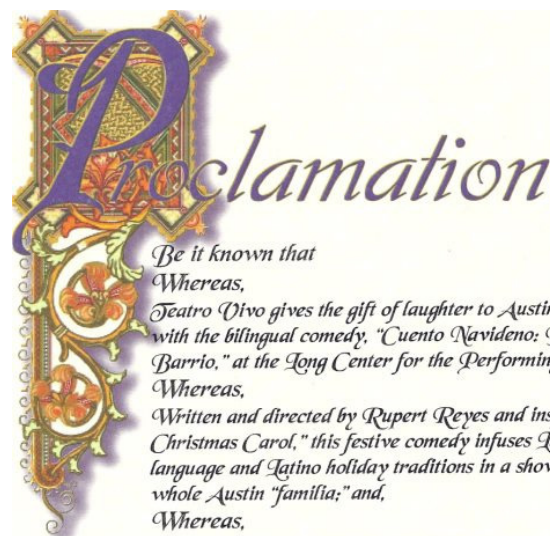 Proclamation
Be it known that
Whereas,
Teatro Vivo gives the gift of laughter to Austin
with the bilingual comedy, "Cuento Navideno:
Barrio," at the Long Center for the Performin
Whereas,
Written and directed by Rupert Reyes and ins
Christmas Carol," this festive comedy infuses
language and Latino holiday traditions in a show
whole Austin "familia;" and,
Whereas,